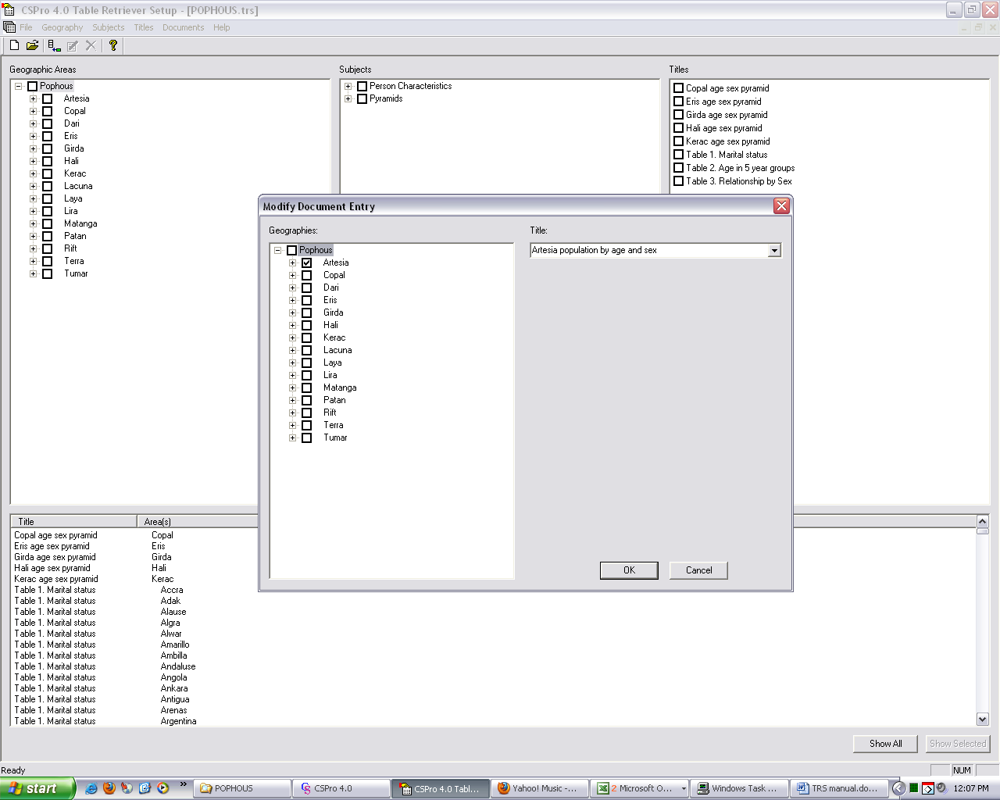 CSPro 4.0 Table Retriever Setup - [POPHOUS.trs]
File Geography Subjects Titles Documents Help
Geographic Areas
Pophous
Artesia
Copal
Dari
Eris
Girda
Hali
Kerac
Lacuna
Laya
Lira
Matanga
Patan
Rift
Terra
Tumar
Subjects
Person Characteristics
Pyramids
Titles
Copal age sex pyramid
Eris age sex pyramid
Girda age sex pyramid
Hali age sex pyramid
Kerac age sex pyramid
Table 1. Marital status
Table 2. Age in 5 year groups
Table 3. Relationship by Sex
Modify Document Entry
Geographies:
Pophous
Artesia
Copal
Dari
Eris
Girda
Hali
Kerac
Lacuna
Laya
Lira
Matanga
Patan
Rift
Terra
Tumar
Title:
Artesia population by age and sex
OK Cancel
Title Area(s)
Copal age sex pyramid Copal
Eris age sex pyramid Eris
Girda age sex pyramid Girda
Hali age sex pyramid Hali
Kerac age sex pyramid Kerac
Table 1. Marital status Accra
Table 1. Marital status Adak
Table 1. Marital status Alause
Table 1. Marital status Algra
Table 1. Marital status Alwar
Table 1. Marital status Amarillo
Table 1. Marital status Ambilla
Table 1. Marital status Andaluse
Table 1. Marital status Angola
Table 1. Marital status Ankara
Table 1. Marital status Antigua
Table 1. Marital status Arenas
Table 1. Marital status Argentina
Show All Show Selected
Ready NUM
start » POPHOUS CSPro 4.0 CSPro 4.0 Tabl... Yahoo! Music -... 2 Microsoft O... Windows Task ... TRS manual.do... 12:07 PM